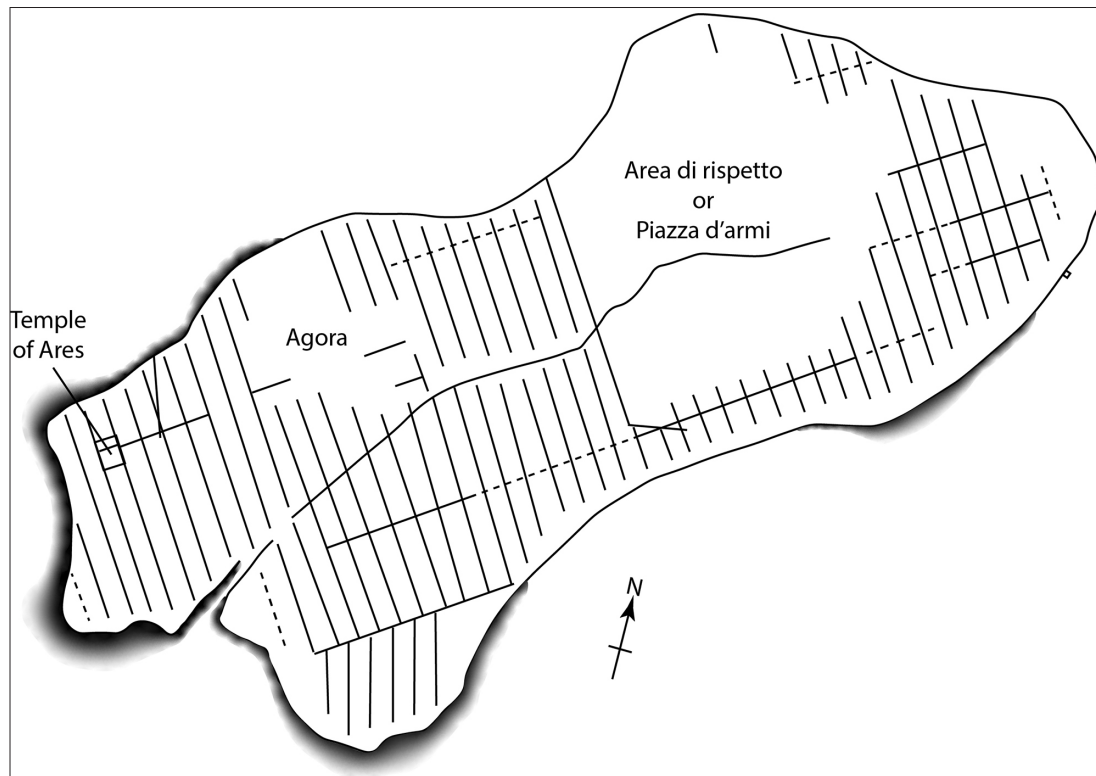 Area di rispetto
or
Piazza d'armi
Temple
of Ares
Agora
N